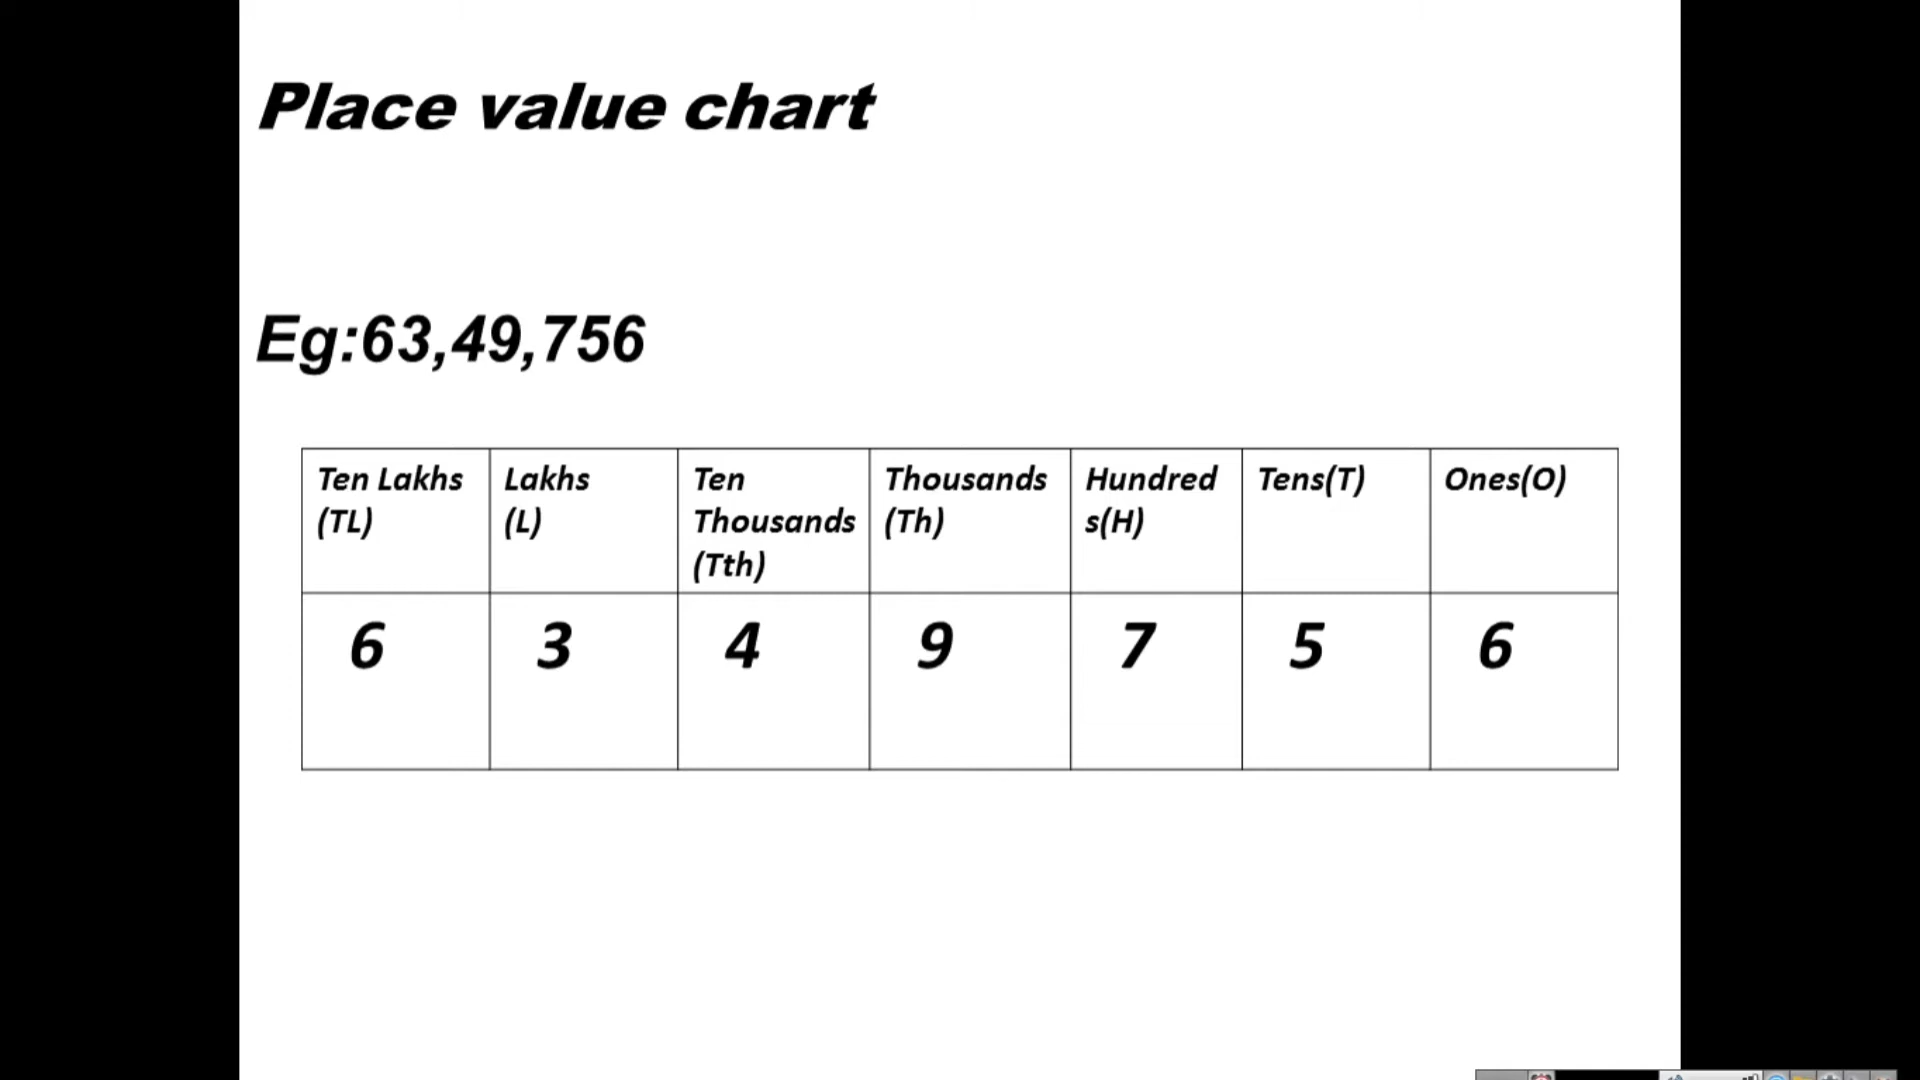 Place value chart
Eg:63,49,756
Ten Lakhs (TL)
Lakhs (L)
Ten Thousands (Tth)
Thousands (Th)
Hundred s(H)
Tens(T)
Ones(O)
6 3 4 9 7 5 6